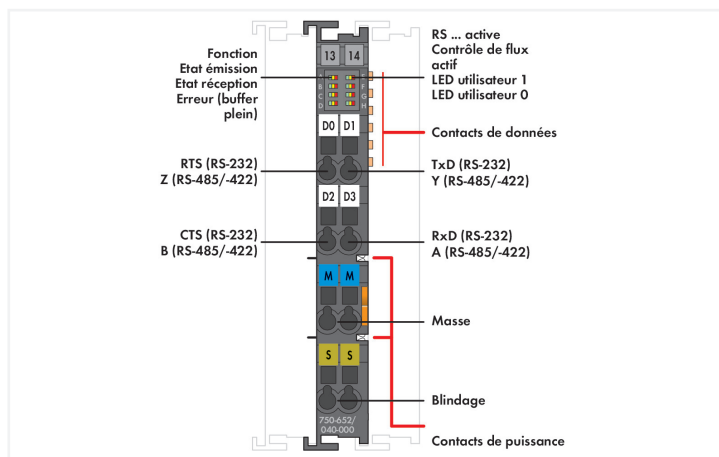 Fonction
Etat émission
Etat réception
Erreur (buffer
plein)
RS ... active
Contrôle de flux
actif
LED utilisateur 1
LED utilisateur 0
13 14
A E
B F
C G
D H
Contacts de données
D0 D1
RTS (RS-232)
Z (RS-485/-422)
TxD (RS-232)
Y (RS-485/-422)
D2 D3
CTS (RS-232)
B (RS-485/-422)
RxD (RS-232)
A (RS-485/-422)
M M
Masse
S S
Blindage
750-652/
040-000
Contacts de puissance